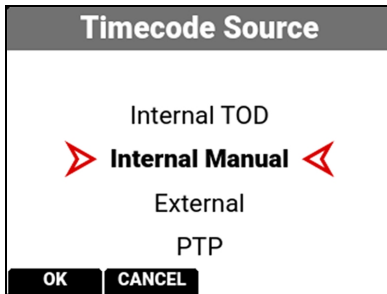 Timecode Source
Internal TOD
Internal Manual
External
PTP
OK CANCEL